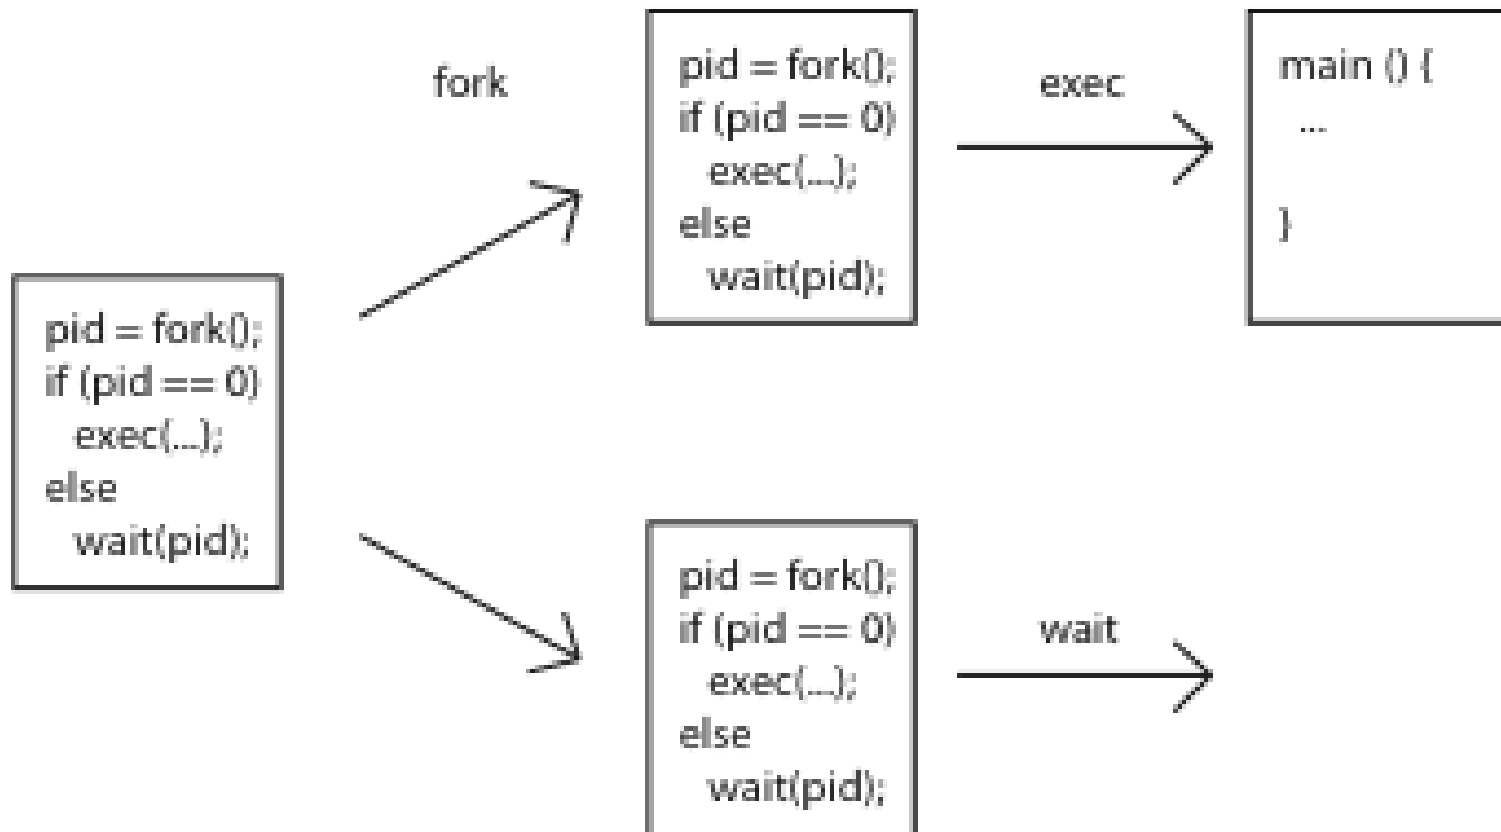 fork
pid = fork();
if (pid == 0)
exec(...);
else
wait(pid);
exec
main () {
...
}
pid = fork();
if (pid == 0)
exec(...);
else
wait(pid);
pid = fork();
if (pid == 0)
exec(...);
else
wait(pid);
wait